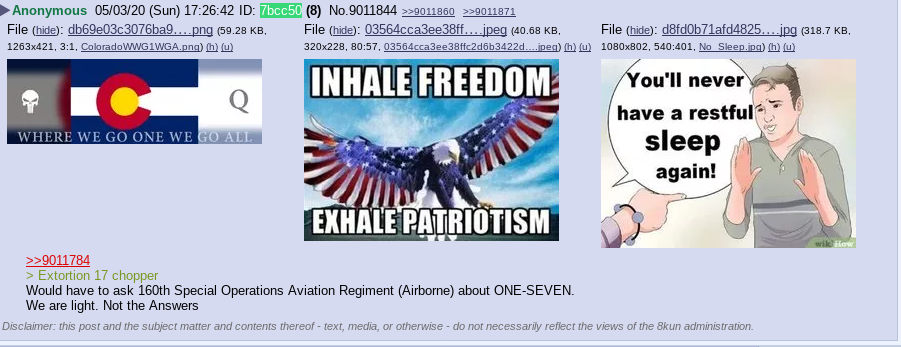 Anonymous 05/03/20 (Sun) 17:26:42 ID: 7bcc50 (8) No.9011844 >>9011860 >>9011871
File (hide): db69e03c3076ba9….png (59.28 KB, 1263x421, 3:1, ColoradoWWG1WGA.png) (h) (u)
File (hide): 03564cca3ee38ff….jpeg (40.68 KB, 320x228, 80:57, 03564cca3ee38ffc2d6b3422d….jpeg) (h) (u)
File (hide): d8fd0b71afd4825….jpg (318.7 KB, 1080x802, 540:401, No_Sleep.jpg) (h) (u)
Q
WHERE WE GO ONE WE GO ALL
INHALE FREEDOM
EXHALE PATRIOTISM
You'll never
have a restful
sleep
again!
wikiHow
>>9011784
> Extortion 17 chopper
Would have to ask 160th Special Operations Aviation Regiment (Airborne) about ONE-SEVEN.
We are light. Not the Answers
Disclaimer: this post and the subject matter and contents thereof - text, media, or otherwise - do not necessarily reflect the views of the 8kun administration.